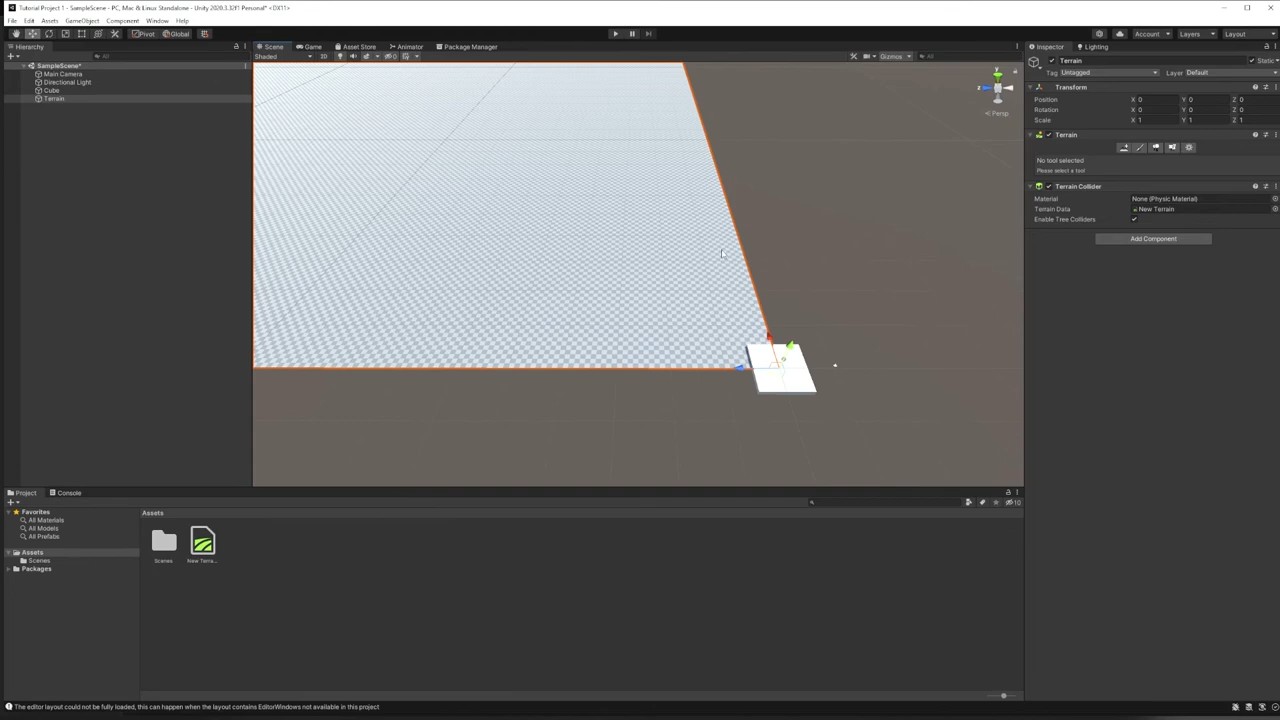 Tutorial Project 1 - SampleScene - PC, Mac & Linux Standalone - Unity 2020.3.32f1 Personal* <DX11>
File Edit Assets GameObject Component Window Help
Pivot Global Account Layers Layout
Hierarchy Scene Game Asset Store Animator Package Manager Inspector Lighting
All Shaded 2D Gizmos All Terrain Static
SampleScene*
Main Camera
Directional Light
Cube
Terrain
y
z
Persp
Tag Untagged Layer Default
Transform
Position X 0 Y 0 Z 0
Rotation X 0 Y 0 Z 0
Scale X 1 Y 1 Z 1
Terrain
No tool selected
Please select a tool
Terrain Collider
Material None (Physic Material)
Terrain Data New Terrain
Enable Tree Colliders
Add Component
Project Console
10
Favorites
All Materials
All Models
All Prefabs
Assets
Scenes
Packages
Assets
Scenes New Terra...
The editor layout could not be fully loaded, this can happen when the layout contains EditorWindows not available in this project